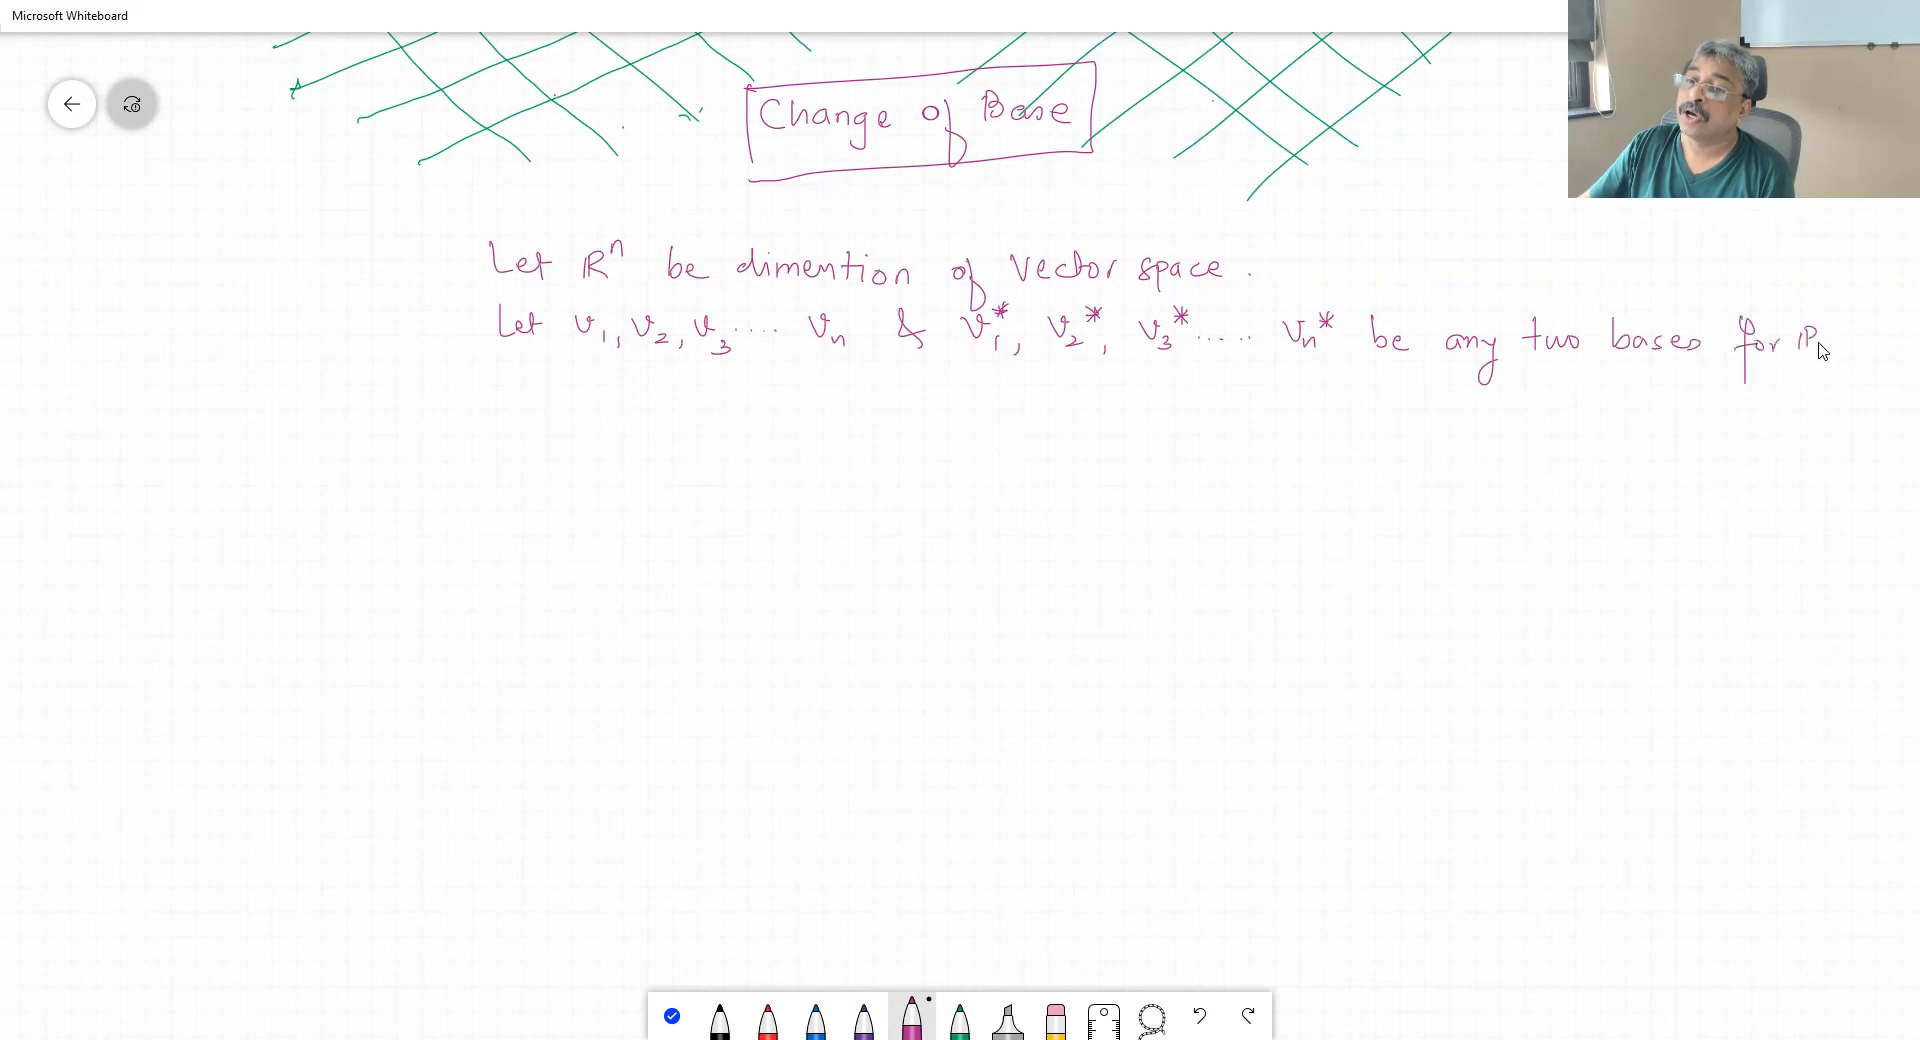 Microsoft Whiteboard
Change of Base
Let Rⁿ be dimention of Vector space.
Let v₁, v₂, v₃ .... vₙ & v₁*, v₂*, v₃* ..... vₙ* be any two bases for